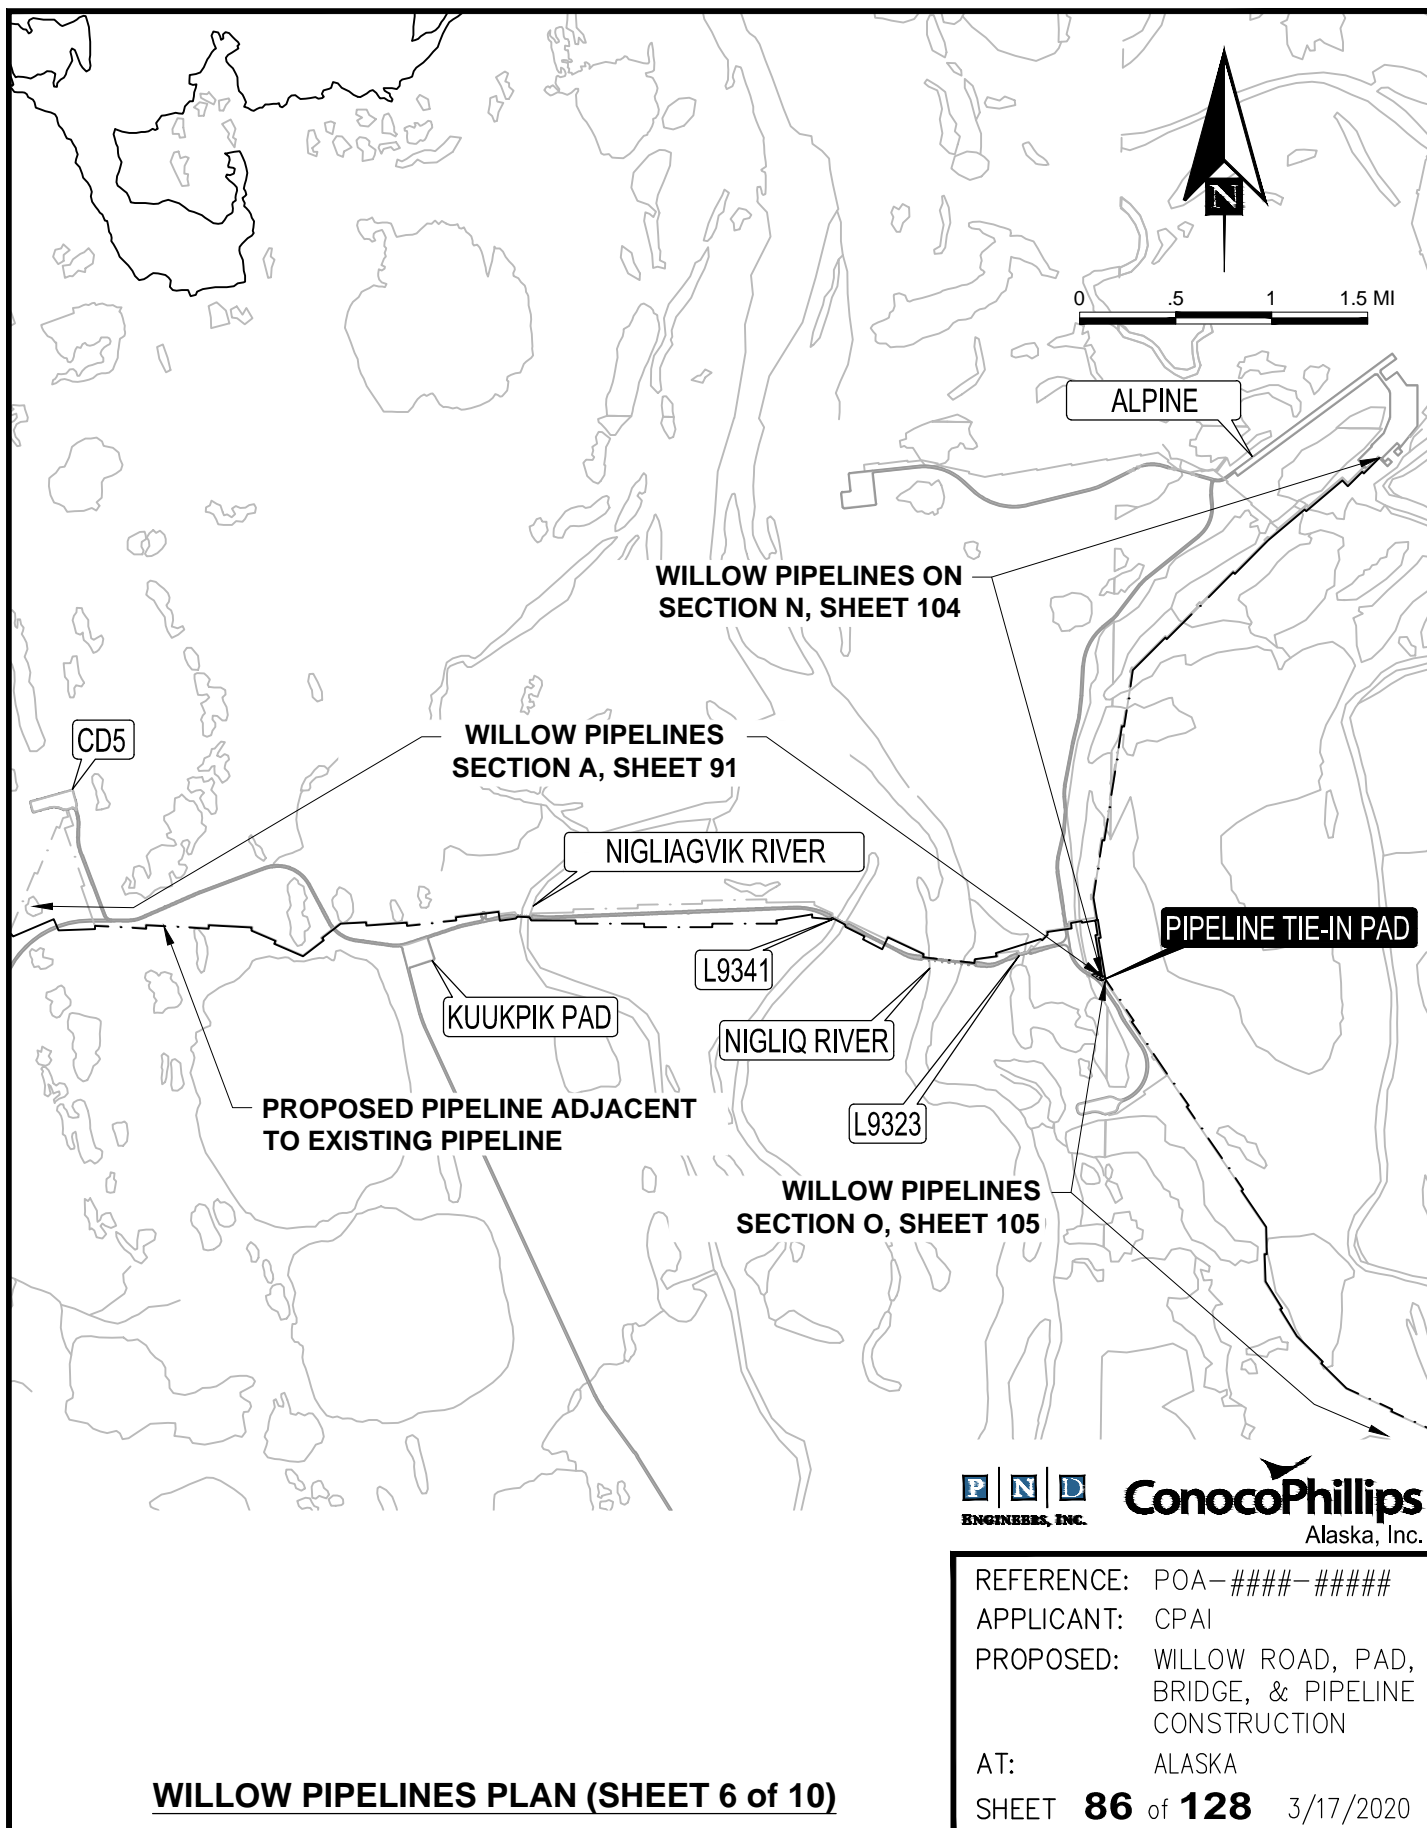 N
0 .5 1 1.5 MI
ALPINE
WILLOW PIPELINES ON
SECTION N, SHEET 104
CD5
WILLOW PIPELINES
SECTION A, SHEET 91
NIGLIAGVIK RIVER
PIPELINE TIE-IN PAD
L9341
KUUKPIK PAD
NIGLIQ RIVER
PROPOSED PIPELINE ADJACENT
TO EXISTING PIPELINE
L9323
WILLOW PIPELINES
SECTION O, SHEET 105
P N D
ENGINEERS, INC.
ConocoPhillips
Alaska, Inc.
REFERENCE: POA-####-#####
APPLICANT: CPAI
PROPOSED: WILLOW ROAD, PAD,
BRIDGE, & PIPELINE
CONSTRUCTION
AT: ALASKA
SHEET 86 of 128 3/17/2020
WILLOW PIPELINES PLAN (SHEET 6 of 10)